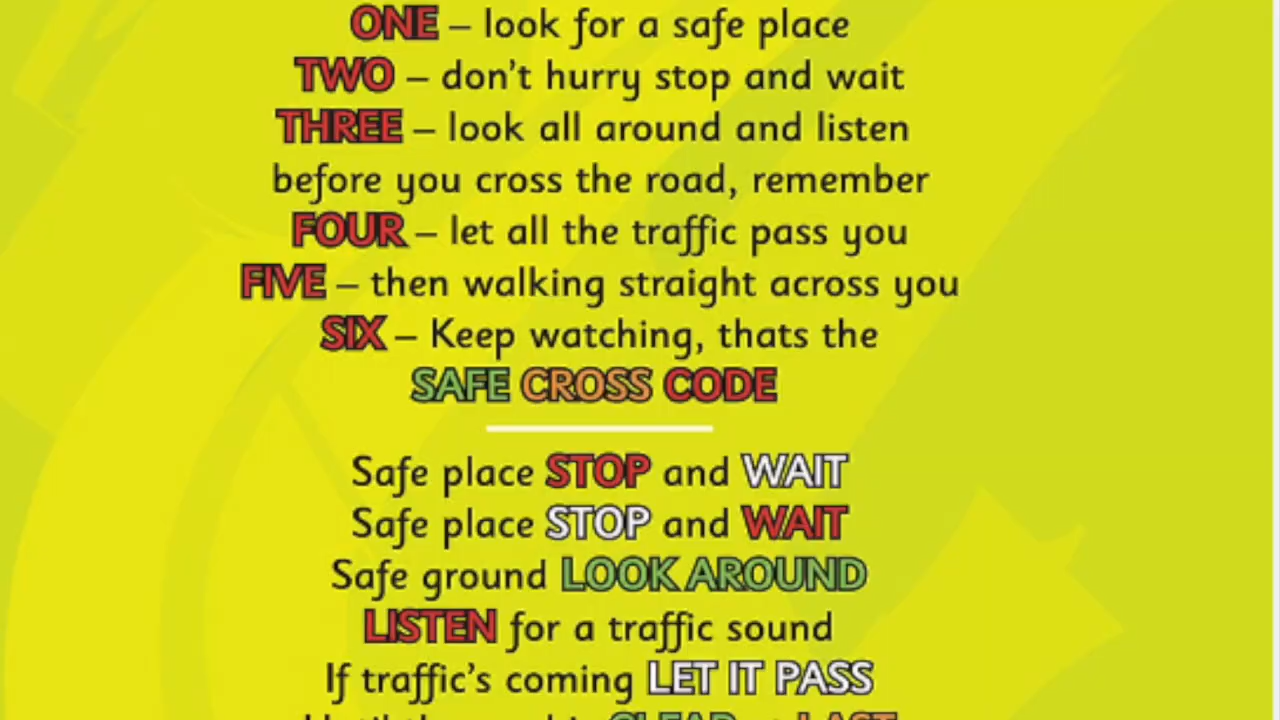 ONE – look for a safe place
TWO – don't hurry stop and wait
THREE – look all around and listen
before you cross the road, remember
FOUR – let all the traffic pass you
FIVE – then walking straight across you
SIX – Keep watching, thats the
SAFE CROSS CODE
Safe place STOP and WAIT
Safe place STOP and WAIT
Safe ground LOOK AROUND
LISTEN for a traffic sound
If traffic's coming LET IT PASS